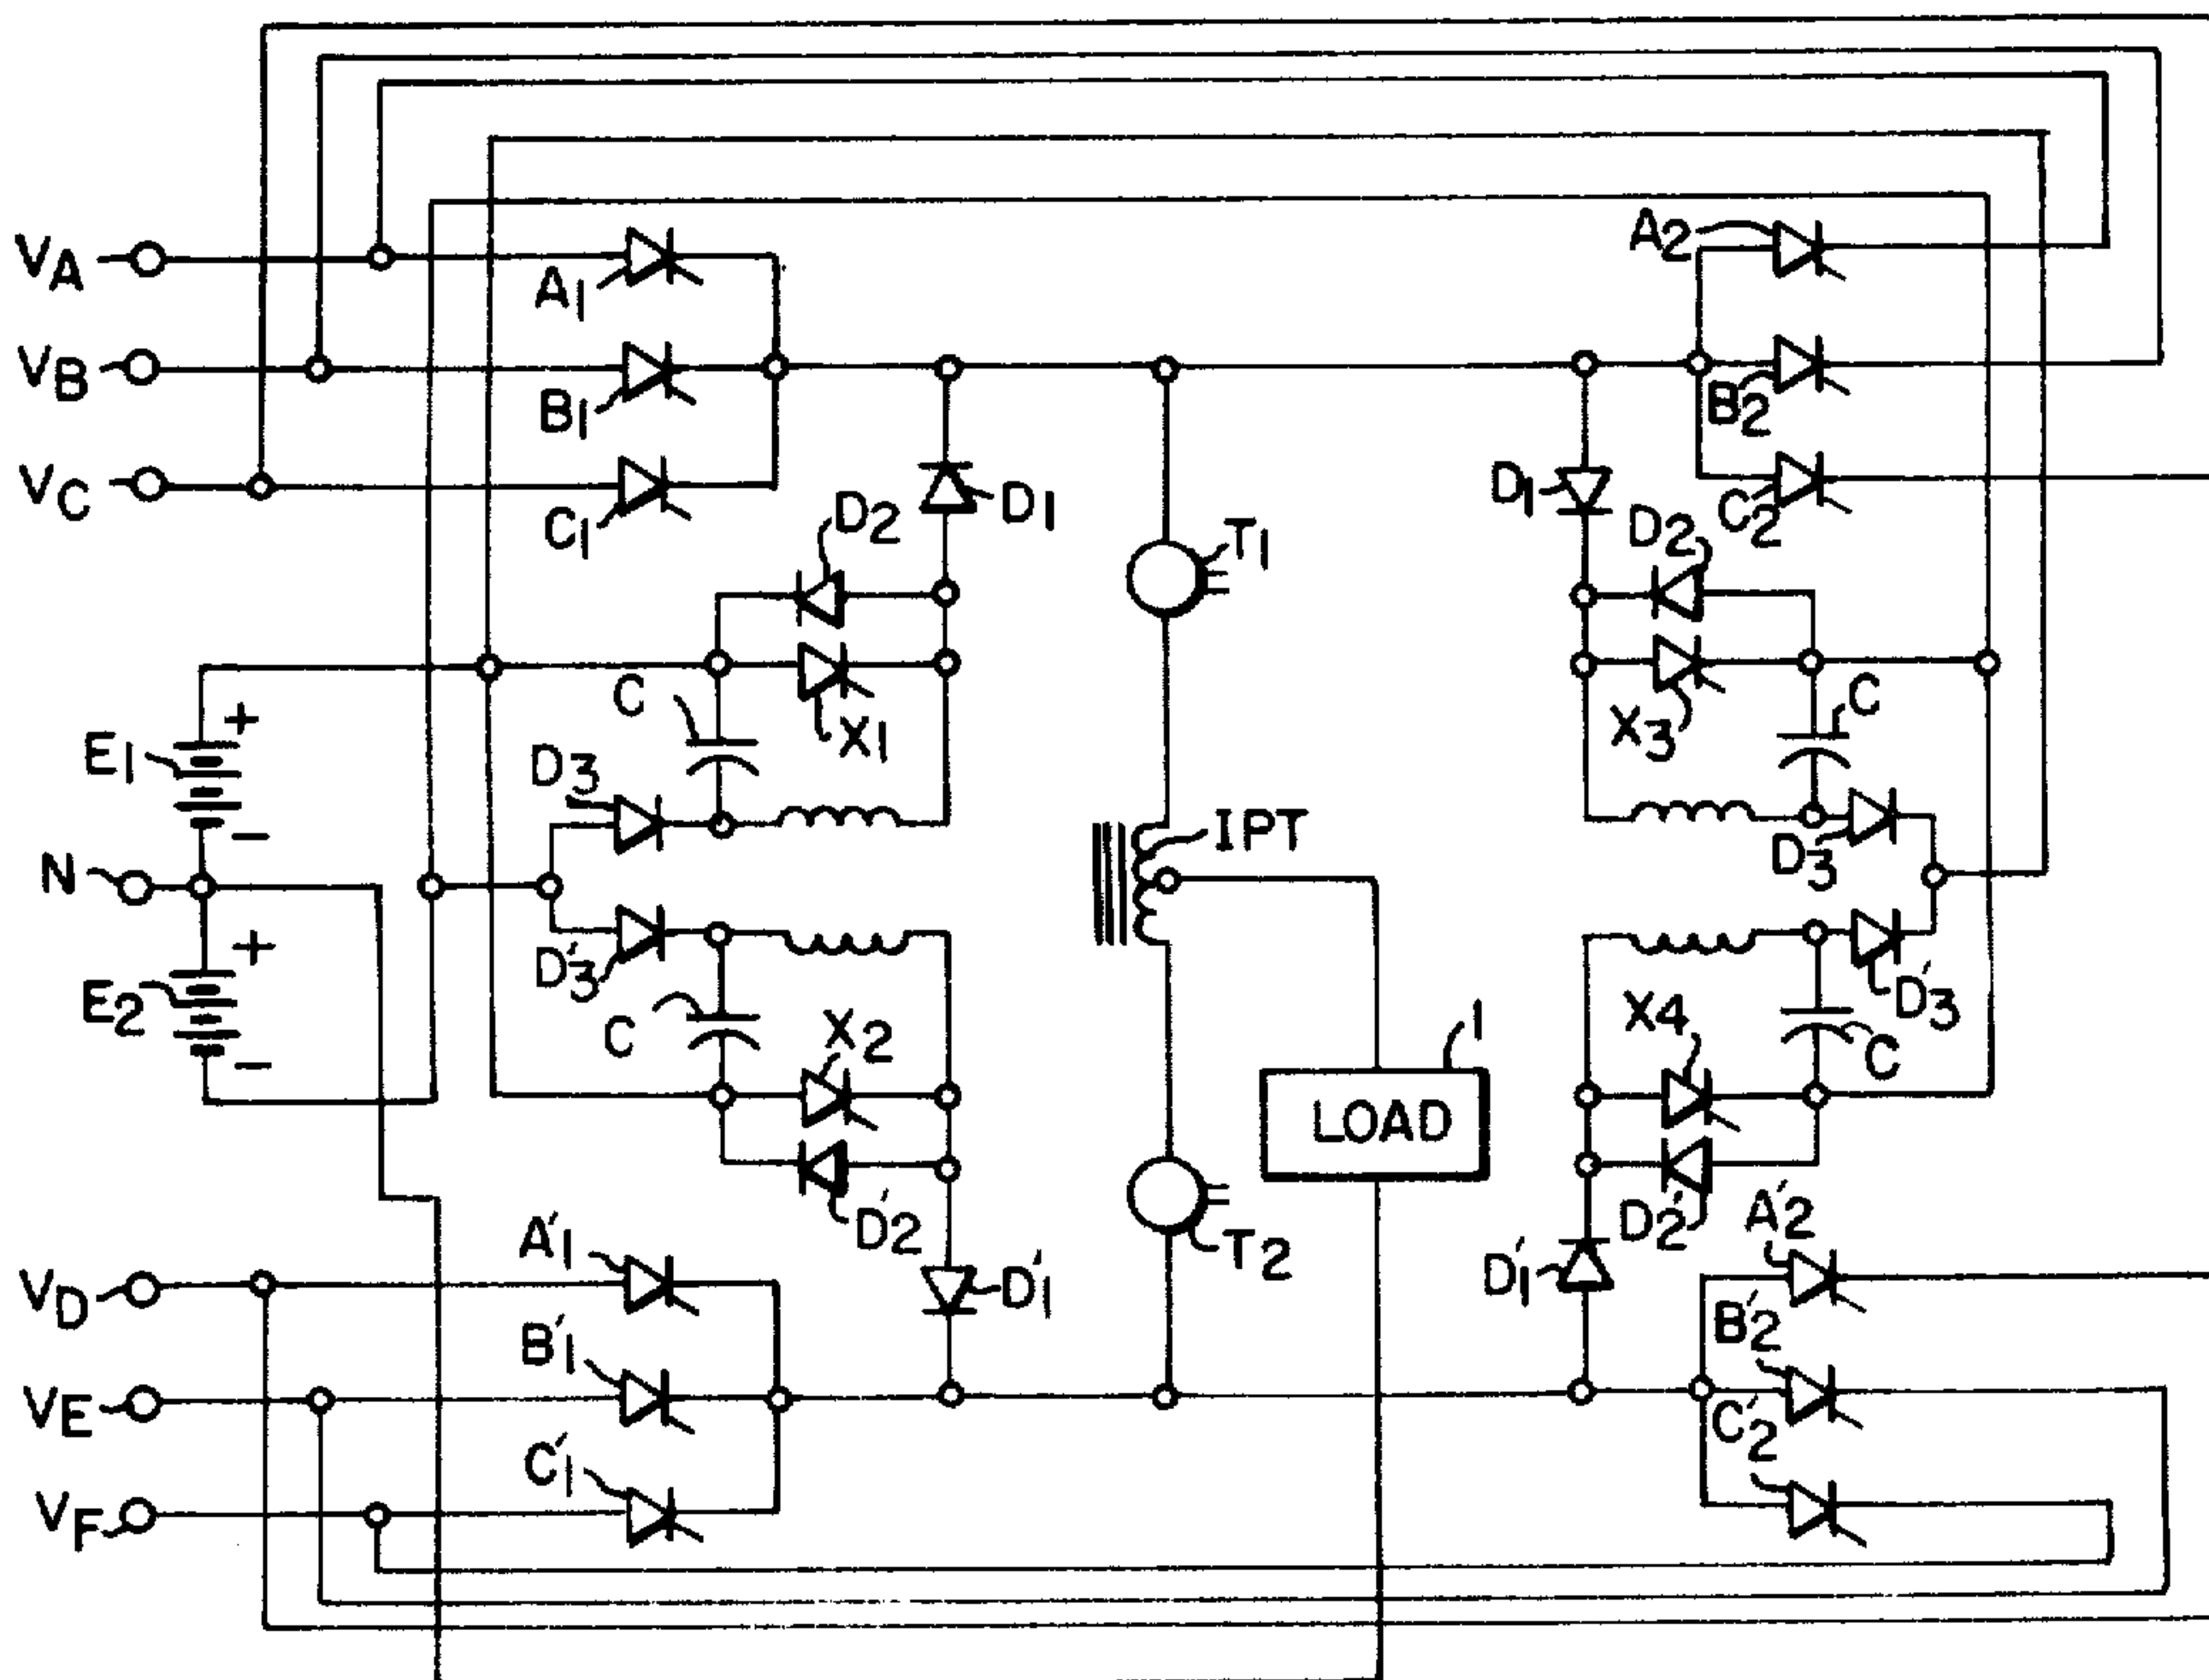 VA
A1
A2
VB
B1
B2
VC
C1
D2
D1
T1
D1
D2
C2
C
X1
X3
C
E1
+
D3
IPT
D3
−
N
+
D'3
D'3
E2
C
X2
X4
C
1
−
LOAD
D'2
D'2
A'2
A'1
T2
VD
D'1
D'1
B'1
B'2
VE
C'2
C'1
VF